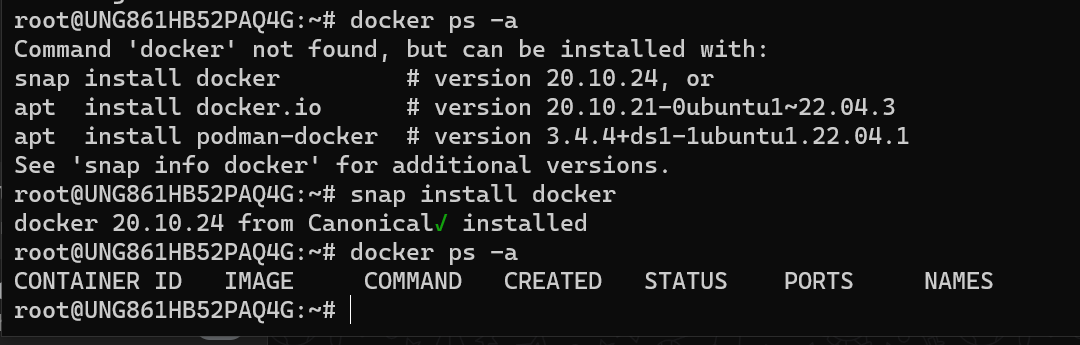 root@UNG861HB52PAQ4G:~# docker ps -a
Command 'docker' not found, but can be installed with:
snap install docker         # version 20.10.24, or
apt  install docker.io      # version 20.10.21-0ubuntu1~22.04.3
apt  install podman-docker  # version 3.4.4+ds1-1ubuntu1.22.04.1
See 'snap info docker' for additional versions.
root@UNG861HB52PAQ4G:~# snap install docker
docker 20.10.24 from Canonical✓ installed
root@UNG861HB52PAQ4G:~# docker ps -a
CONTAINER ID   IMAGE     COMMAND   CREATED   STATUS    PORTS     NAMES
root@UNG861HB52PAQ4G:~#